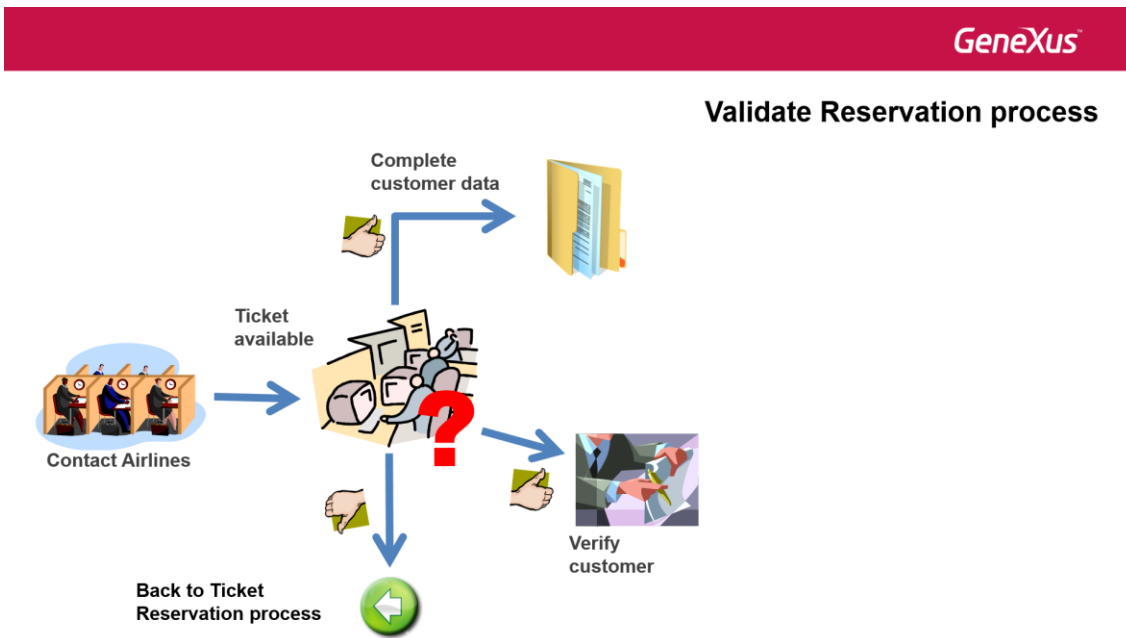 GeneXus™
Validate Reservation process
Complete
customer data
Ticket
available
?
Contact Airlines
Verify
customer
Back to Ticket
Reservation process